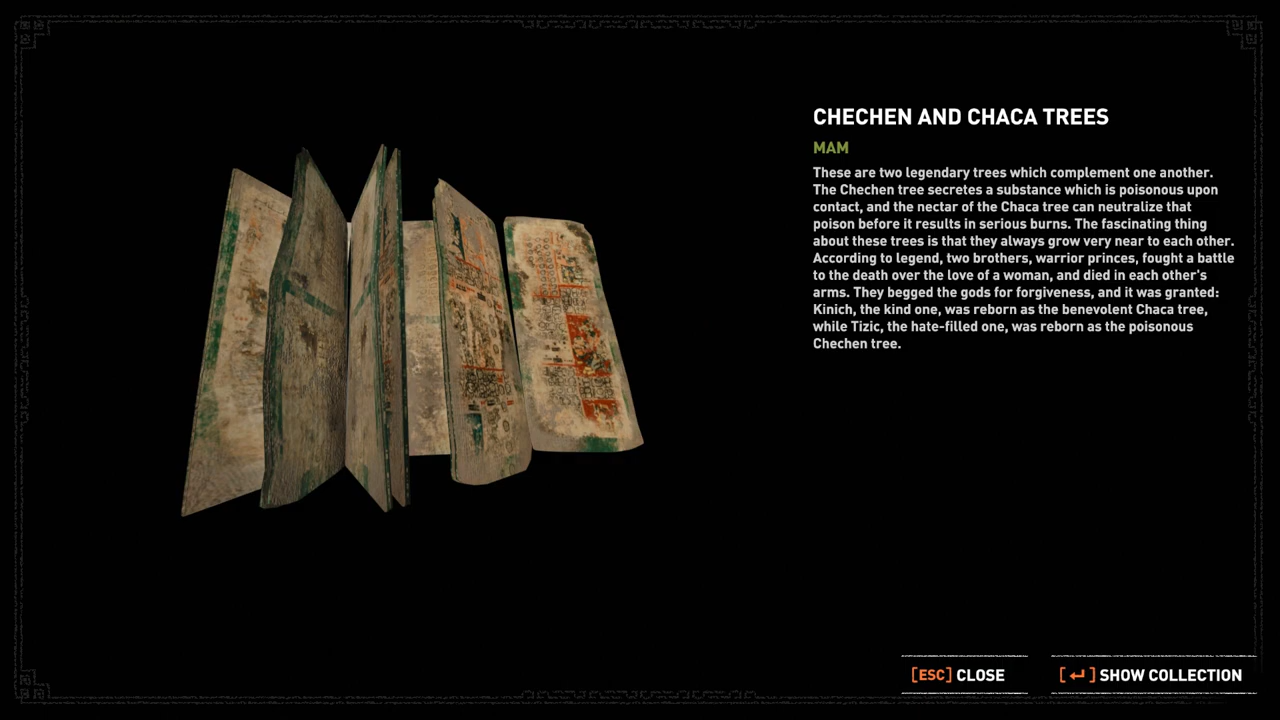 CHECHEN AND CHACA TREES
MAM
These are two legendary trees which complement one another.
The Chechen tree secretes a substance which is poisonous upon
contact, and the nectar of the Chaca tree can neutralize that
poison before it results in serious burns. The fascinating thing
about these trees is that they always grow very near to each other.
According to legend, two brothers, warrior princes, fought a battle
to the death over the love of a woman, and died in each other's
arms. They begged the gods for forgiveness, and it was granted:
Kinich, the kind one, was reborn as the benevolent Chaca tree,
while Tizic, the hate-filled one, was reborn as the poisonous
Chechen tree.
[ESC] CLOSE
[↵] SHOW COLLECTION